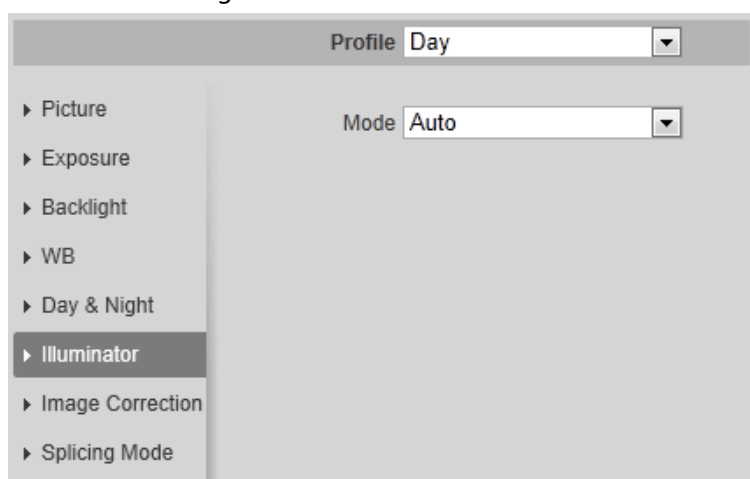 Profile Day
Picture
Mode Auto
Exposure
Backlight
WB
Day & Night
Illuminator
Image Correction
Splicing Mode